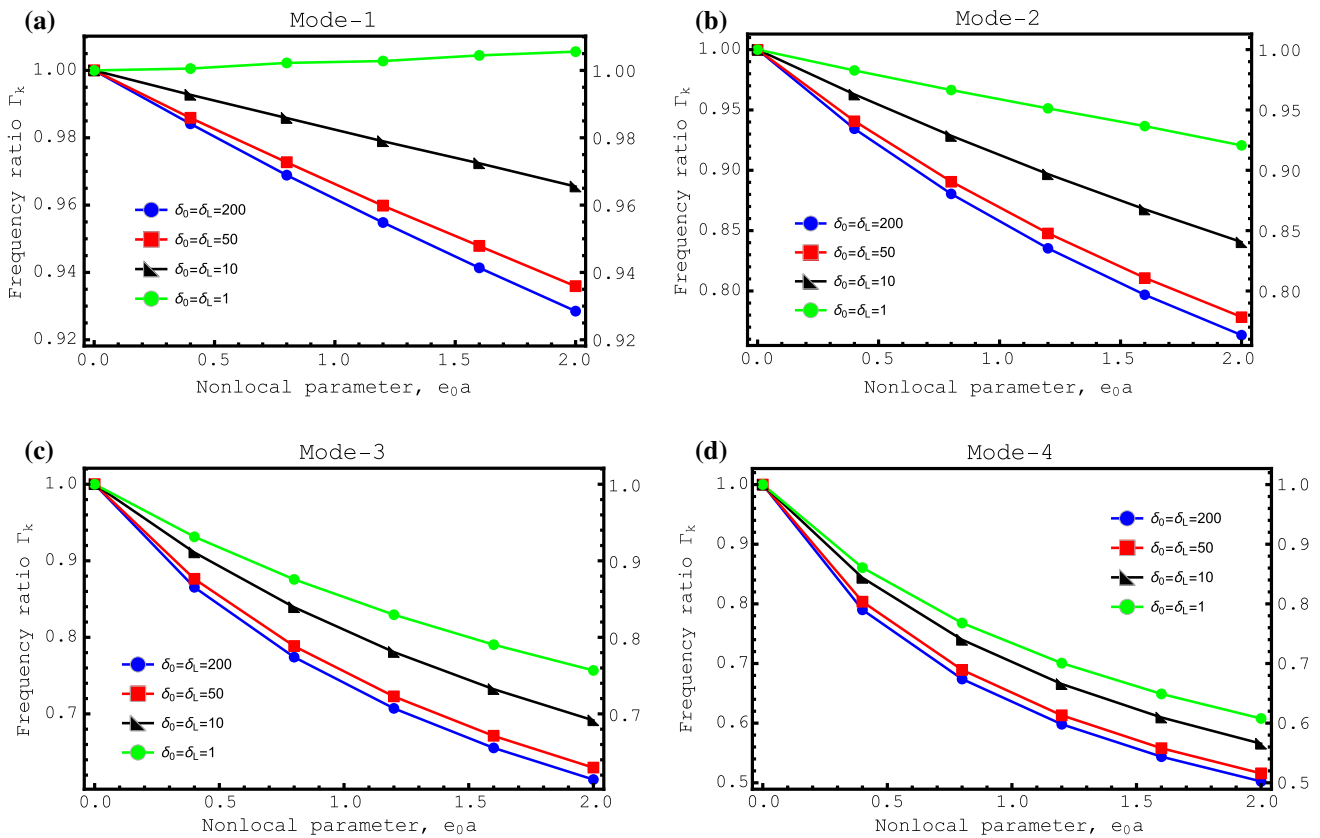 (a)
Mode-1
Frequency ratio Γk
1.00
0.98
0.96
0.94
0.92
1.00
0.98
0.96
0.94
0.92
δ0=δL=200
δ0=δL=50
δ0=δL=10
δ0=δL=1
0.0 0.5 1.0 1.5 2.0
Nonlocal parameter, e0a
(b)
Mode-2
Frequency ratio Γk
1.00
0.95
0.90
0.85
0.80
1.00
0.95
0.90
0.85
0.80
δ0=δL=200
δ0=δL=50
δ0=δL=10
δ0=δL=1
0.0 0.5 1.0 1.5 2.0
Nonlocal parameter, e0a
(c)
Mode-3
Frequency ratio Γk
1.0
0.9
0.8
0.7
1.0
0.9
0.8
0.7
δ0=δL=200
δ0=δL=50
δ0=δL=10
δ0=δL=1
0.0 0.5 1.0 1.5 2.0
Nonlocal parameter, e0a
(d)
Mode-4
Frequency ratio Γk
1.0
0.9
0.8
0.7
0.6
0.5
1.0
0.9
0.8
0.7
0.6
0.5
δ0=δL=200
δ0=δL=50
δ0=δL=10
δ0=δL=1
0.0 0.5 1.0 1.5 2.0
Nonlocal parameter, e0a